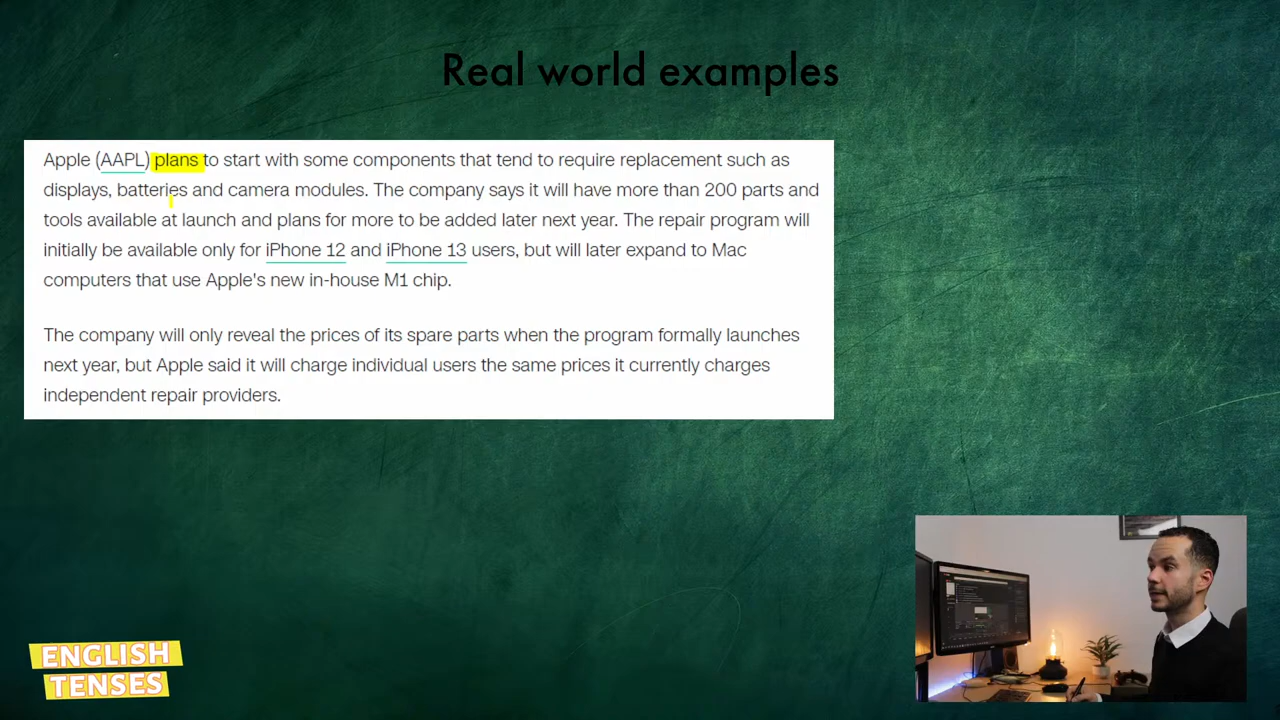 Real world examples
Apple (AAPL) plans to start with some components that tend to require replacement such as
displays, batteries and camera modules. The company says it will have more than 200 parts and
tools available at launch and plans for more to be added later next year. The repair program will
initially be available only for iPhone 12 and iPhone 13 users, but will later expand to Mac
computers that use Apple's new in-house M1 chip.
The company will only reveal the prices of its spare parts when the program formally launches
next year, but Apple said it will charge individual users the same prices it currently charges
independent repair providers.
ENGLISH
TENSES